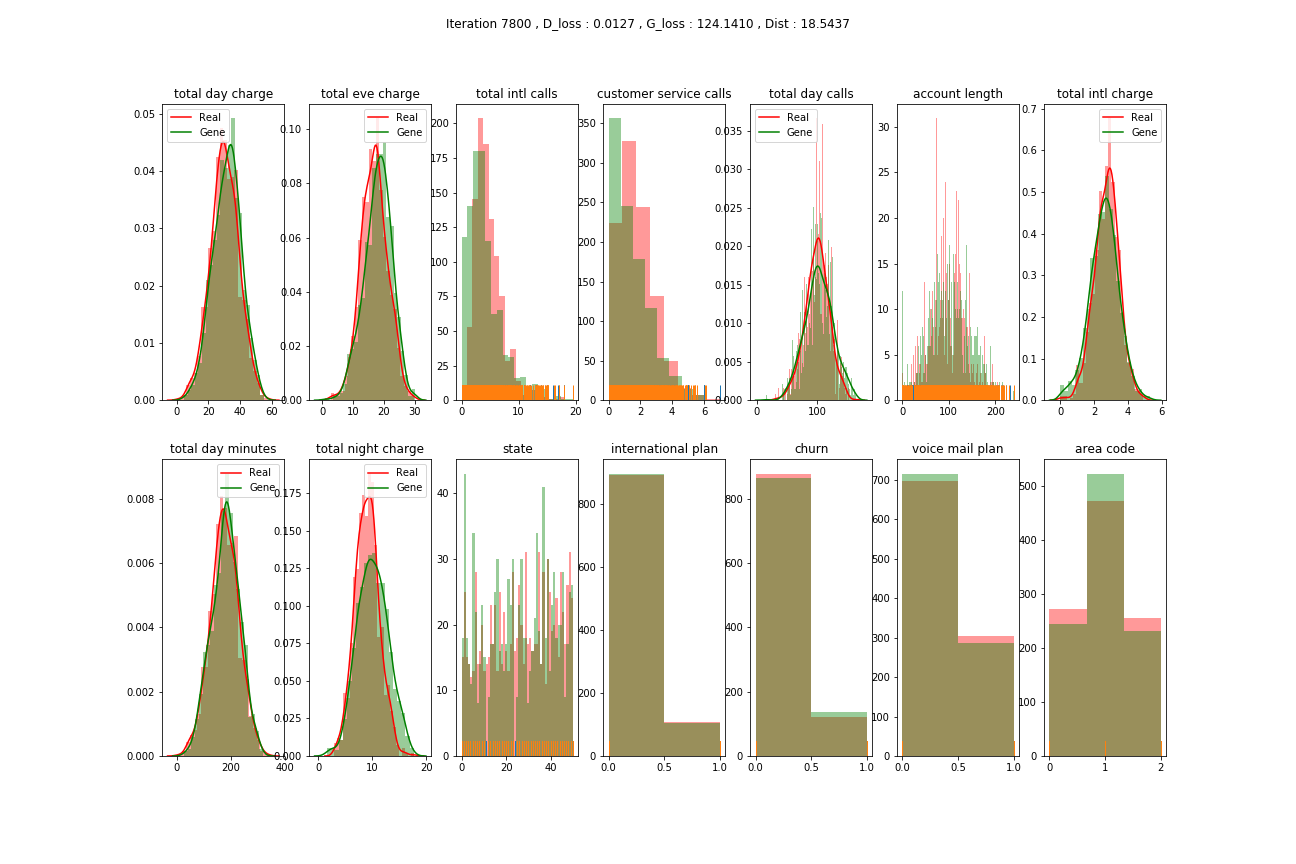 Iteration 7800 , D_loss : 0.0127 , G_loss : 124.1410 , Dist : 18.5437
total day charge
Real
Gene
0.05
0.04
0.03
0.02
0.01
0.00
0 20 40 60
total eve charge
Real
Gene
0.10
0.08
0.06
0.04
0.02
0.00
0 10 20 30
total intl calls
200
175
150
125
100
75
50
25
0
0 10 20
customer service calls
350
300
250
200
150
100
50
0
0 2 4 6
total day calls
Real
Gene
0.035
0.030
0.025
0.020
0.015
0.010
0.005
0.000
0 100
account length
30
25
20
15
10
5
0
0 100 200
total intl charge
Real
Gene
0.7
0.6
0.5
0.4
0.3
0.2
0.1
0.0
0 2 4 6
total day minutes
Real
Gene
0.008
0.006
0.004
0.002
0.000
0 200 400
total night charge
Real
Gene
0.175
0.150
0.125
0.100
0.075
0.050
0.025
0.000
0 10 20
state
40
30
20
10
0
0 20 40
international plan
800
600
400
200
0
0.0 0.5 1.0
churn
800
600
400
200
0
0.0 0.5 1.0
voice mail plan
700
600
500
400
300
200
100
0
0.0 0.5 1.0
area code
500
400
300
200
100
0
0 1 2